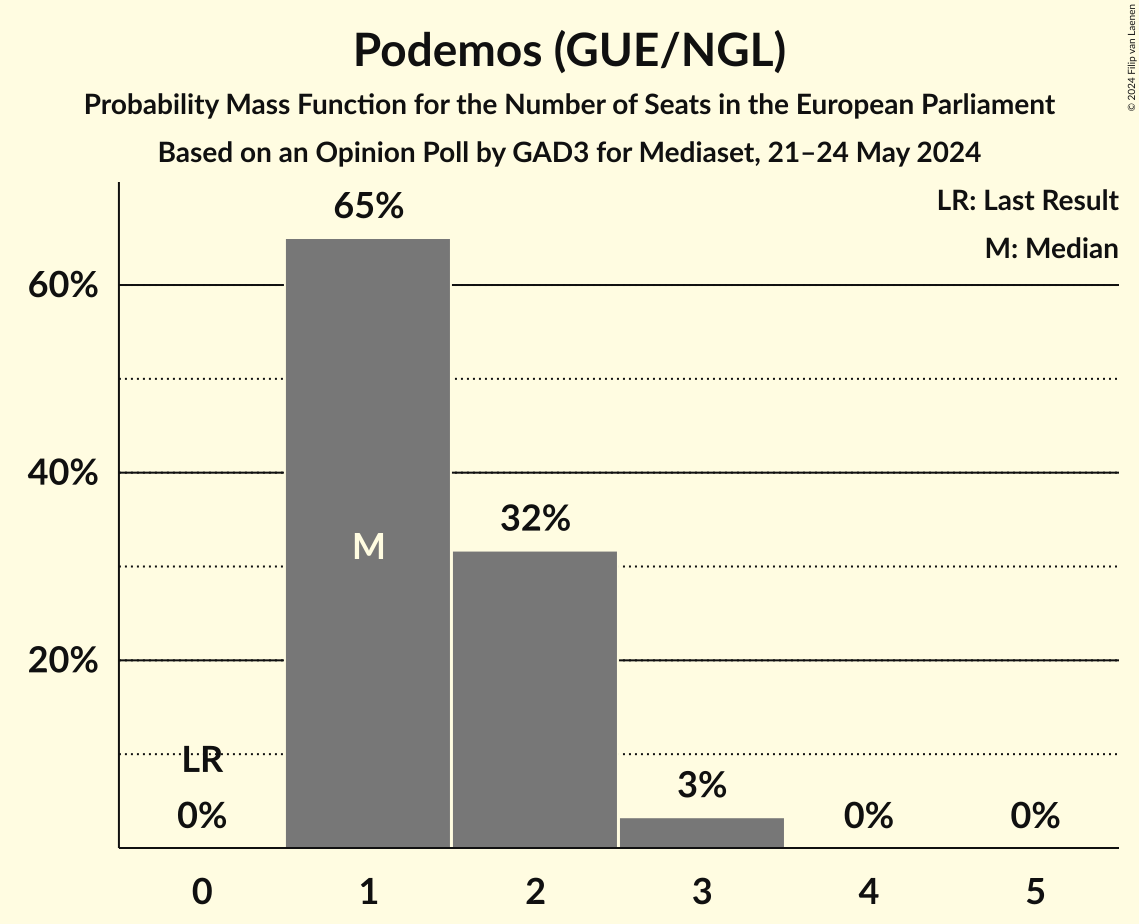 Podemos (GUE/NGL)
Probability Mass Function for the Number of Seats in the European Parliament
Based on an Opinion Poll by GAD3 for Mediaset, 21–24 May 2024
© 2024 Filip van Laenen
LR: Last Result
M: Median
65%
60%
40%
32%
M
20%
LR
0%
3%
0%
0%
0
1
2
3
4
5